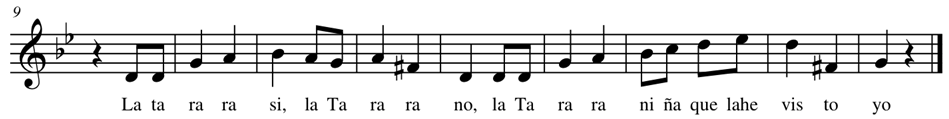 9
La ta ra ra si, la Ta ra ra no, la Ta ra ra ni ña que lahe vis to yo